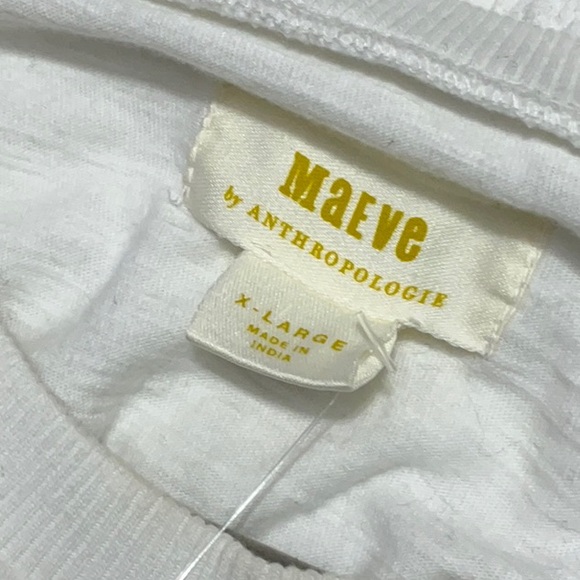 MaEVe
by ANTHROPOLOGIE
X-LARGE
MADE IN
INDIA